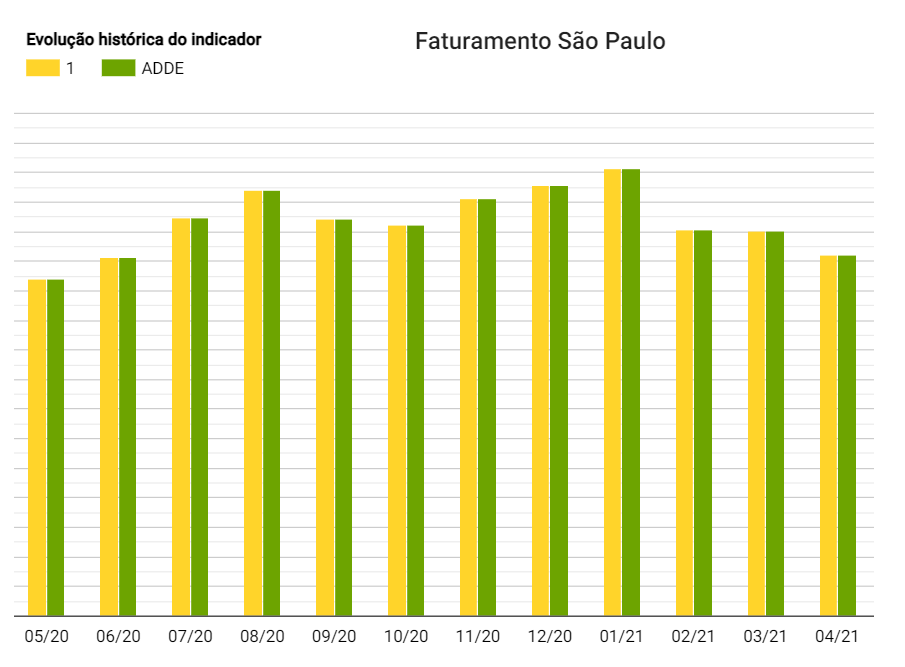 Evolução histórica do indicador
Faturamento São Paulo
1 ADDE
05/20 06/20 07/20 08/20 09/20 10/20 11/20 12/20 01/21 02/21 03/21 04/21